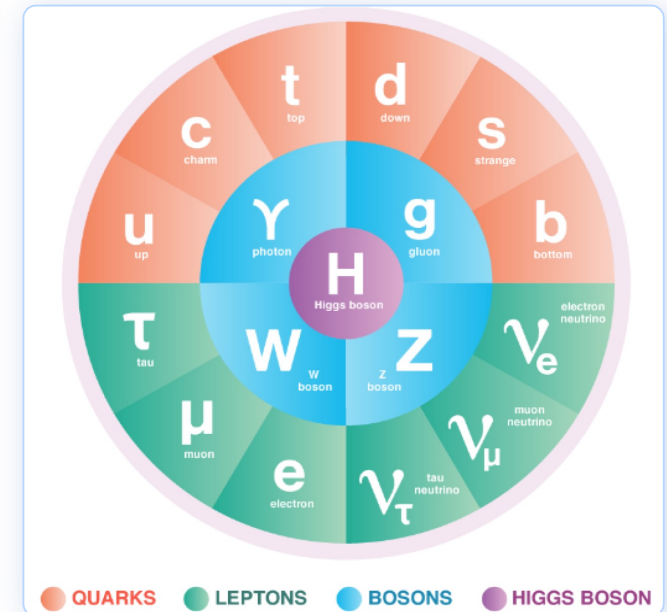 t
top
d
down
c
charm
s
strange
u
up
γ
photon
g
gluon
b
bottom
H
Higgs boson
τ
tau
W
W
boson
Z
Z
boson
νe
electron
neutrino
μ
muon
νμ
muon
neutrino
e
electron
ντ
tau
neutrino
QUARKS
LEPTONS
BOSONS
HIGGS BOSON